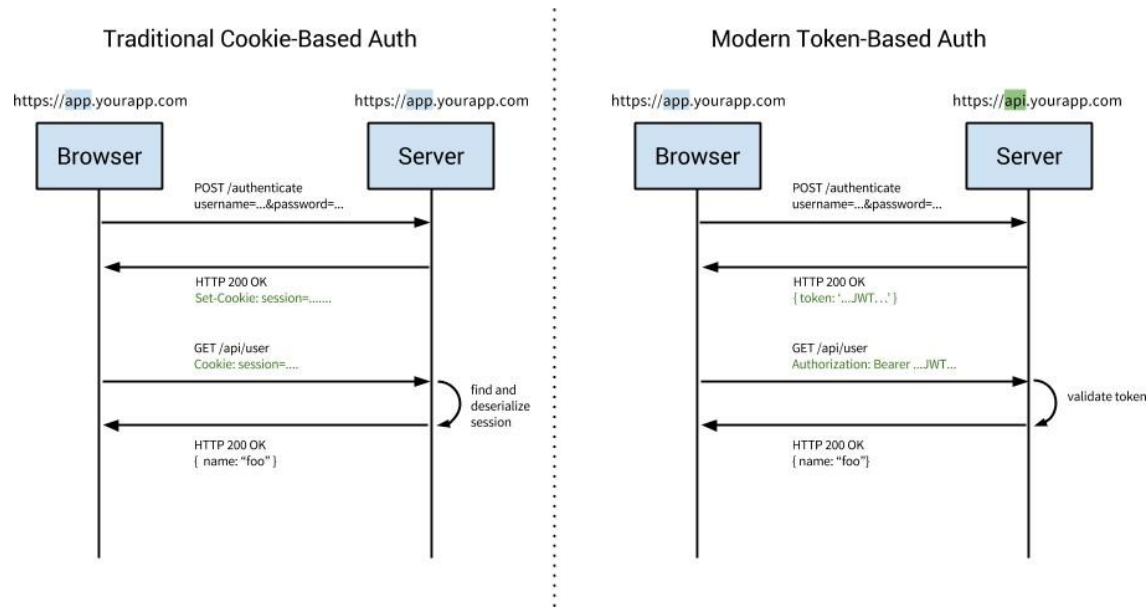 Traditional Cookie-Based Auth
https://app.yourapp.com
https://app.yourapp.com
Browser
Server
POST /authenticate
username=...&password=...
HTTP 200 OK
Set-Cookie: session=.......
GET /api/user
Cookie: session=....
find and
deserialize
session
HTTP 200 OK
{ name: “foo” }
Modern Token-Based Auth
https://app.yourapp.com
https://api.yourapp.com
Browser
Server
POST /authenticate
username=...&password=...
HTTP 200 OK
{ token: ‘...JWT...’ }
GET /api/user
Authorization: Bearer ...JWT...
validate token
HTTP 200 OK
{ name: “foo”}